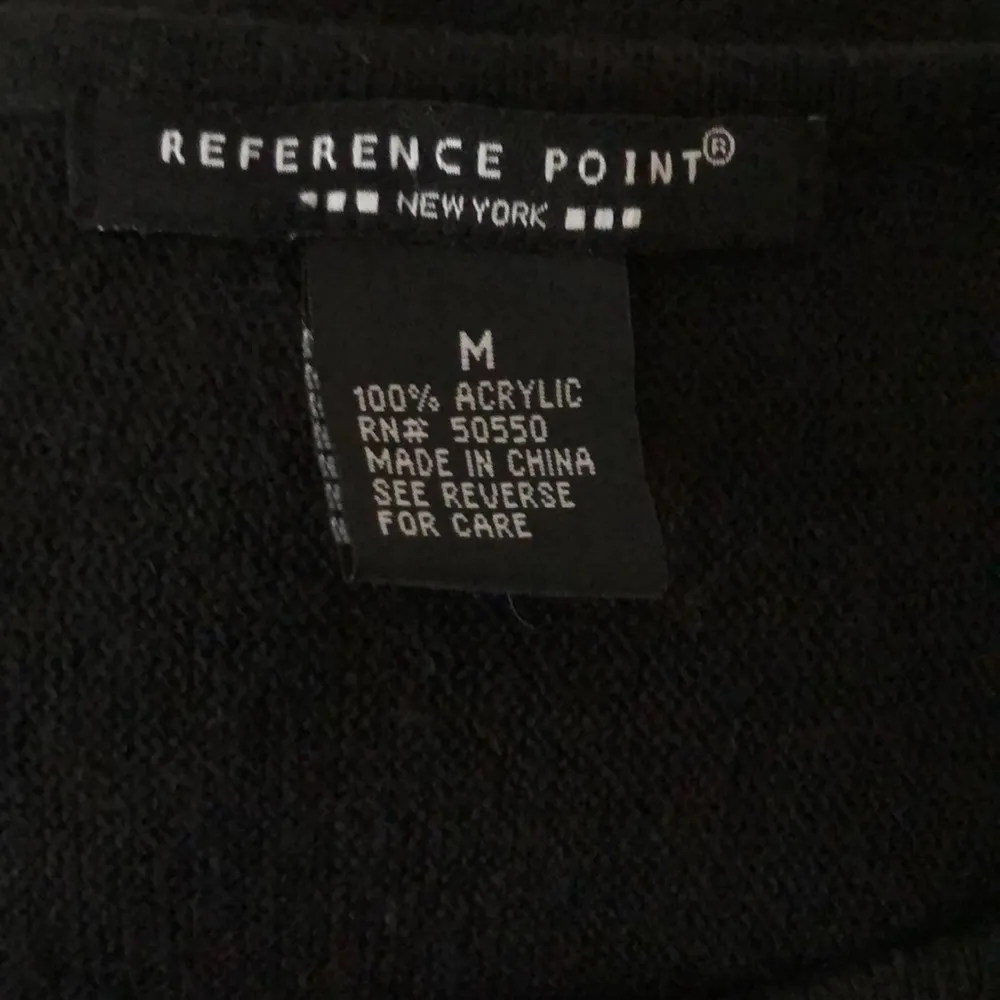 REFERENCE POINT®
NEW YORK
M
100% ACRYLIC
RN# 50550
MADE IN CHINA
SEE REVERSE
FOR CARE